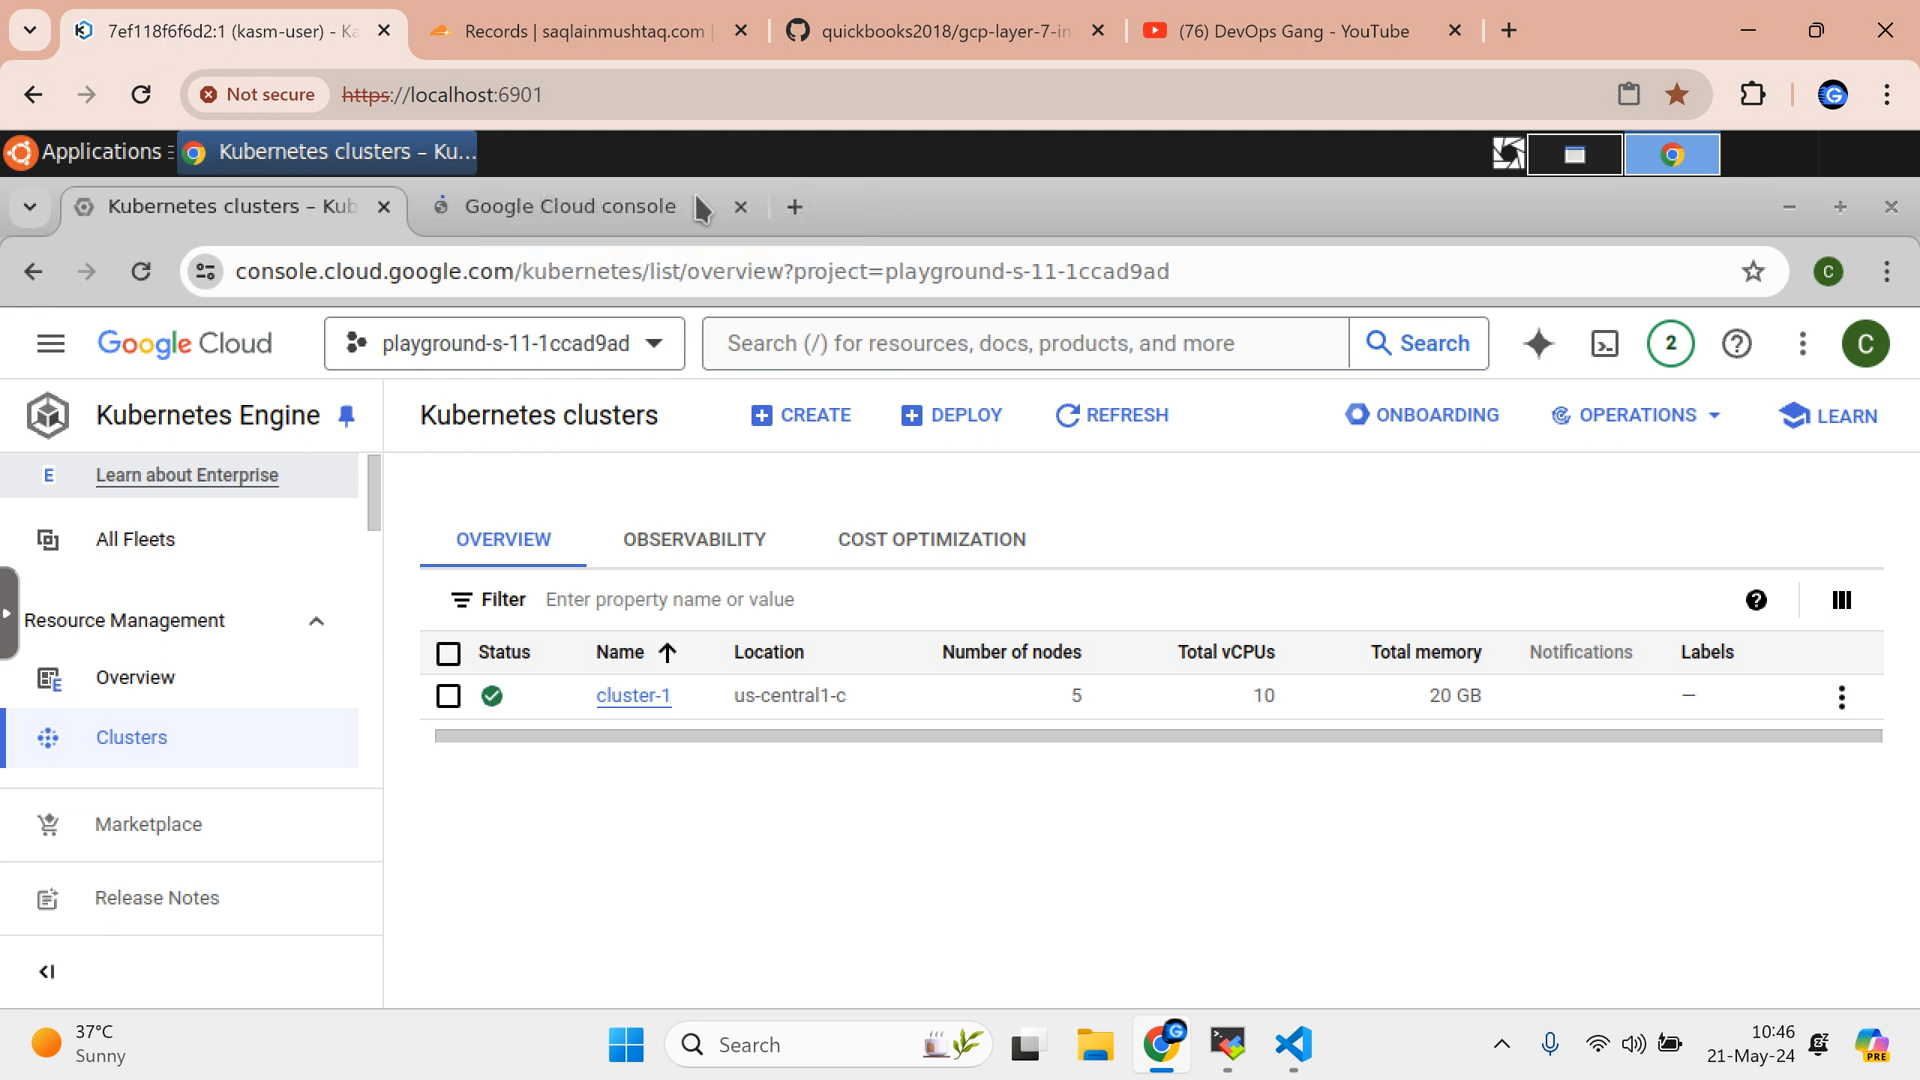 7ef118f6f6d2:1 (kasm-user) - Ka
Records | saqlainmushtaq.com
quickbooks2018/gcp-layer-7-in
(76) DevOps Gang - YouTube
Not secure
https://localhost:6901
Applications
Kubernetes clusters – Ku...
Kubernetes clusters – Kub
Google Cloud console
console.cloud.google.com/kubernetes/list/overview?project=playground-s-11-1ccad9ad
C
Google Cloud
playground-s-11-1ccad9ad
Search (/) for resources, docs, products, and more
Search
2
C
Kubernetes Engine
Kubernetes clusters
CREATE
DEPLOY
REFRESH
ONBOARDING
OPERATIONS
LEARN
E
Learn about Enterprise
All Fleets
Resource Management
E
Overview
Clusters
Marketplace
Release Notes
OVERVIEW
OBSERVABILITY
COST OPTIMIZATION
Filter
Enter property name or value
Status
Name
Location
Number of nodes
Total vCPUs
Total memory
Notifications
Labels
cluster-1
us-central1-c
5
10
20 GB
–
37°C
Sunny
Search
10:46
21-May-24
PRE